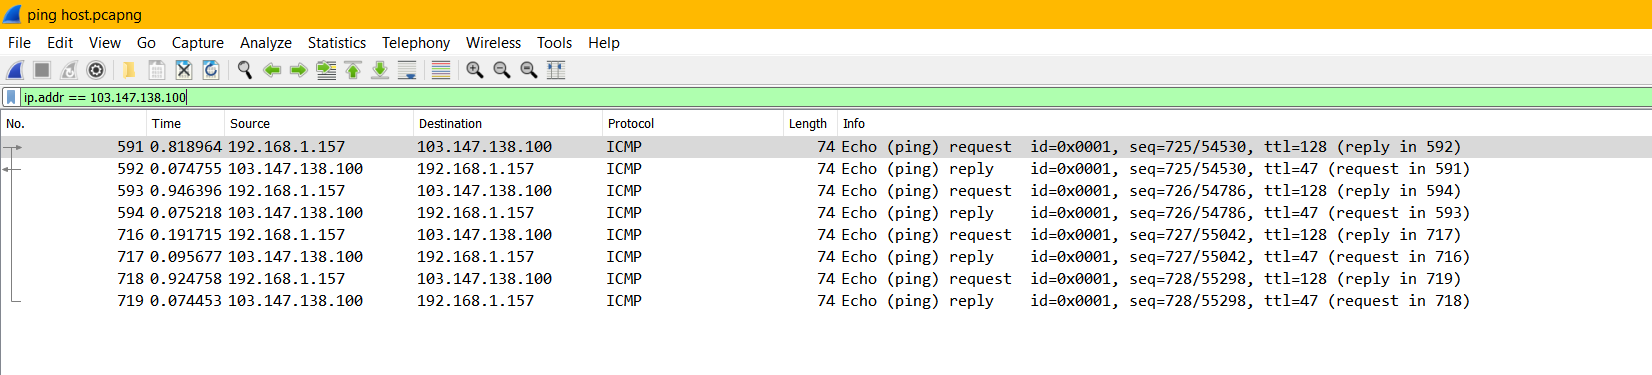 ping host.pcapng
File Edit View Go Capture Analyze Statistics Telephony Wireless Tools Help
ip.addr == 103.147.138.100
No. Time Source Destination Protocol Length Info
591 0.818964 192.168.1.157 103.147.138.100 ICMP 74 Echo (ping) request id=0x0001, seq=725/54530, ttl=128 (reply in 592)
592 0.074755 103.147.138.100 192.168.1.157 ICMP 74 Echo (ping) reply id=0x0001, seq=725/54530, ttl=47 (request in 591)
593 0.946396 192.168.1.157 103.147.138.100 ICMP 74 Echo (ping) request id=0x0001, seq=726/54786, ttl=128 (reply in 594)
594 0.075218 103.147.138.100 192.168.1.157 ICMP 74 Echo (ping) reply id=0x0001, seq=726/54786, ttl=47 (request in 593)
716 0.191715 192.168.1.157 103.147.138.100 ICMP 74 Echo (ping) request id=0x0001, seq=727/55042, ttl=128 (reply in 717)
717 0.095677 103.147.138.100 192.168.1.157 ICMP 74 Echo (ping) reply id=0x0001, seq=727/55042, ttl=47 (request in 716)
718 0.924758 192.168.1.157 103.147.138.100 ICMP 74 Echo (ping) request id=0x0001, seq=728/55298, ttl=128 (reply in 719)
719 0.074453 103.147.138.100 192.168.1.157 ICMP 74 Echo (ping) reply id=0x0001, seq=728/55298, ttl=47 (request in 718)